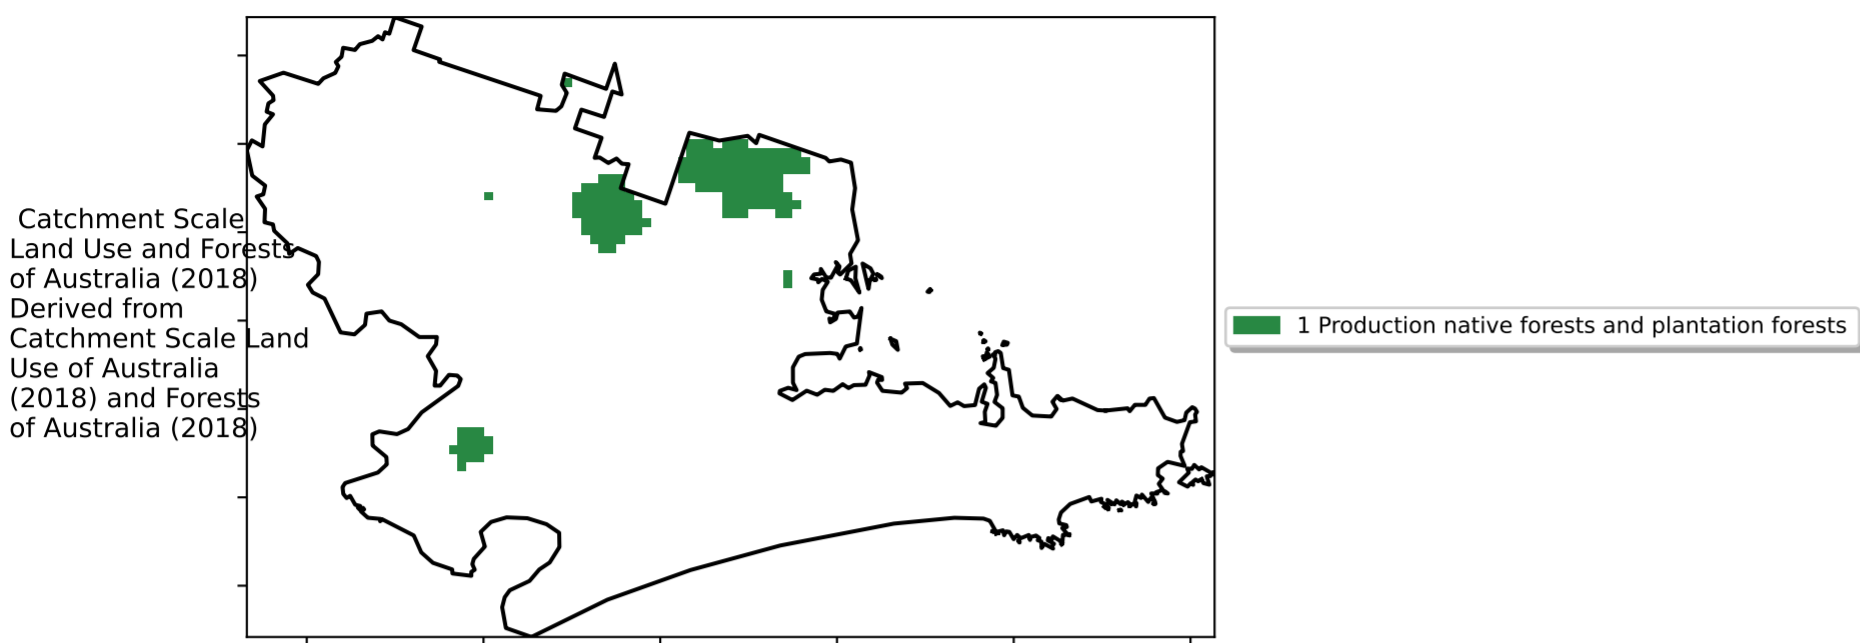 Catchment Scale
Land Use and Forests
of Australia (2018)
Derived from
Catchment Scale Land
Use of Australia
(2018) and Forests
of Australia (2018)
1 Production native forests and plantation forests